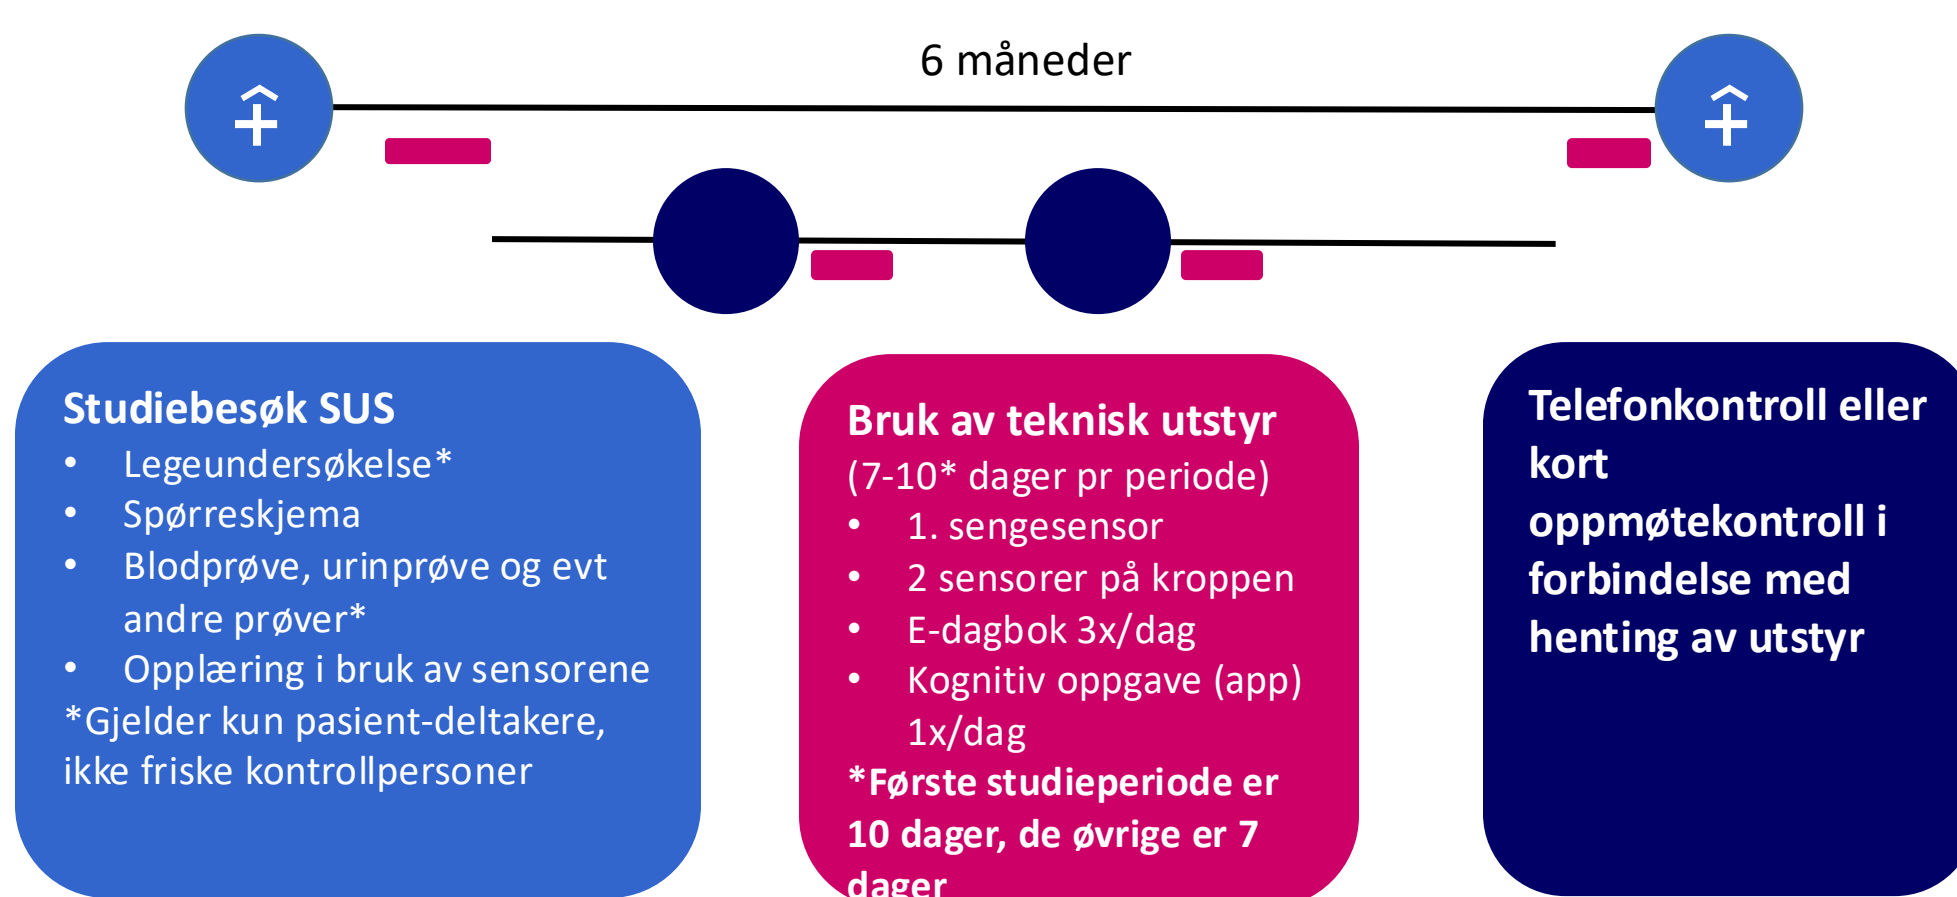 6 måneder
Studiebesøk SUS
• Legeundersøkelse*
• Spørreskjema
• Blodprøve, urinprøve og evt
andre prøver*
• Opplæring i bruk av sensorene
*Gjelder kun pasient-deltakere,
ikke friske kontrollpersoner
Bruk av teknisk utstyr
(7-10* dager pr periode)
• 1. sengesensor
• 2 sensorer på kroppen
• E-dagbok 3x/dag
• Kognitiv oppgave (app)
1x/dag
*Første studieperiode er
10 dager, de øvrige er 7
dager
Telefonkontroll eller
kort
oppmøtekontroll i
forbindelse med
henting av utstyr